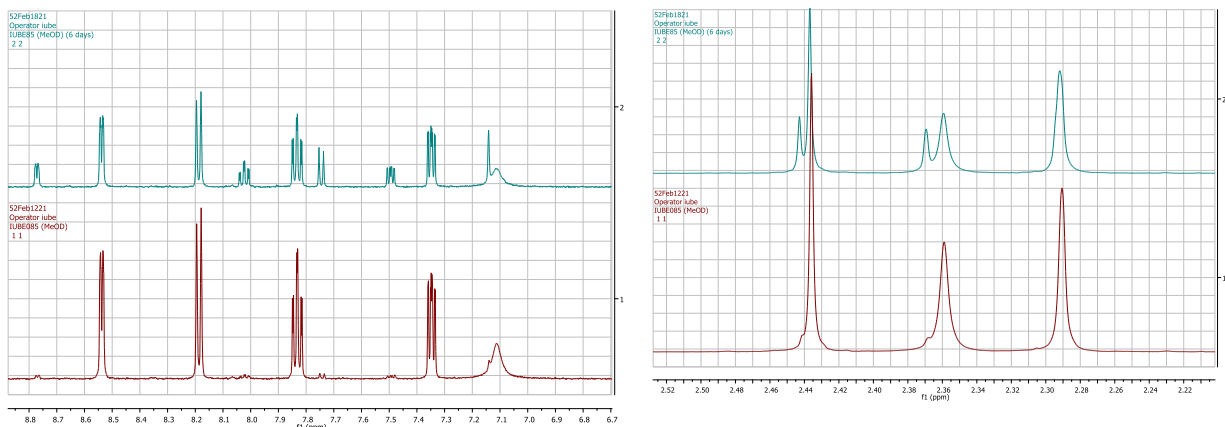 52Feb1821
Operator iube
IUBE85 (MeOD) (6 days)
2 2
2
52Feb1221
Operator iube
IUBE085 (MeOD)
1 1
1
8.8 8.7 8.6 8.5 8.4 8.3 8.2 8.1 8.0 7.9 7.8 7.7 7.6 7.5 7.4 7.3 7.2 7.1 7.0 6.9 6.8 6.7
f1 (ppm)
52Feb1821
Operator iube
IUBE85 (MeOD) (6 days)
2 2
2
52Feb1221
Operator iube
IUBE085 (MeOD)
1 1
1
2.52 2.50 2.48 2.46 2.44 2.42 2.40 2.38 2.36 2.34 2.32 2.30 2.28 2.26 2.24 2.22
f1 (ppm)